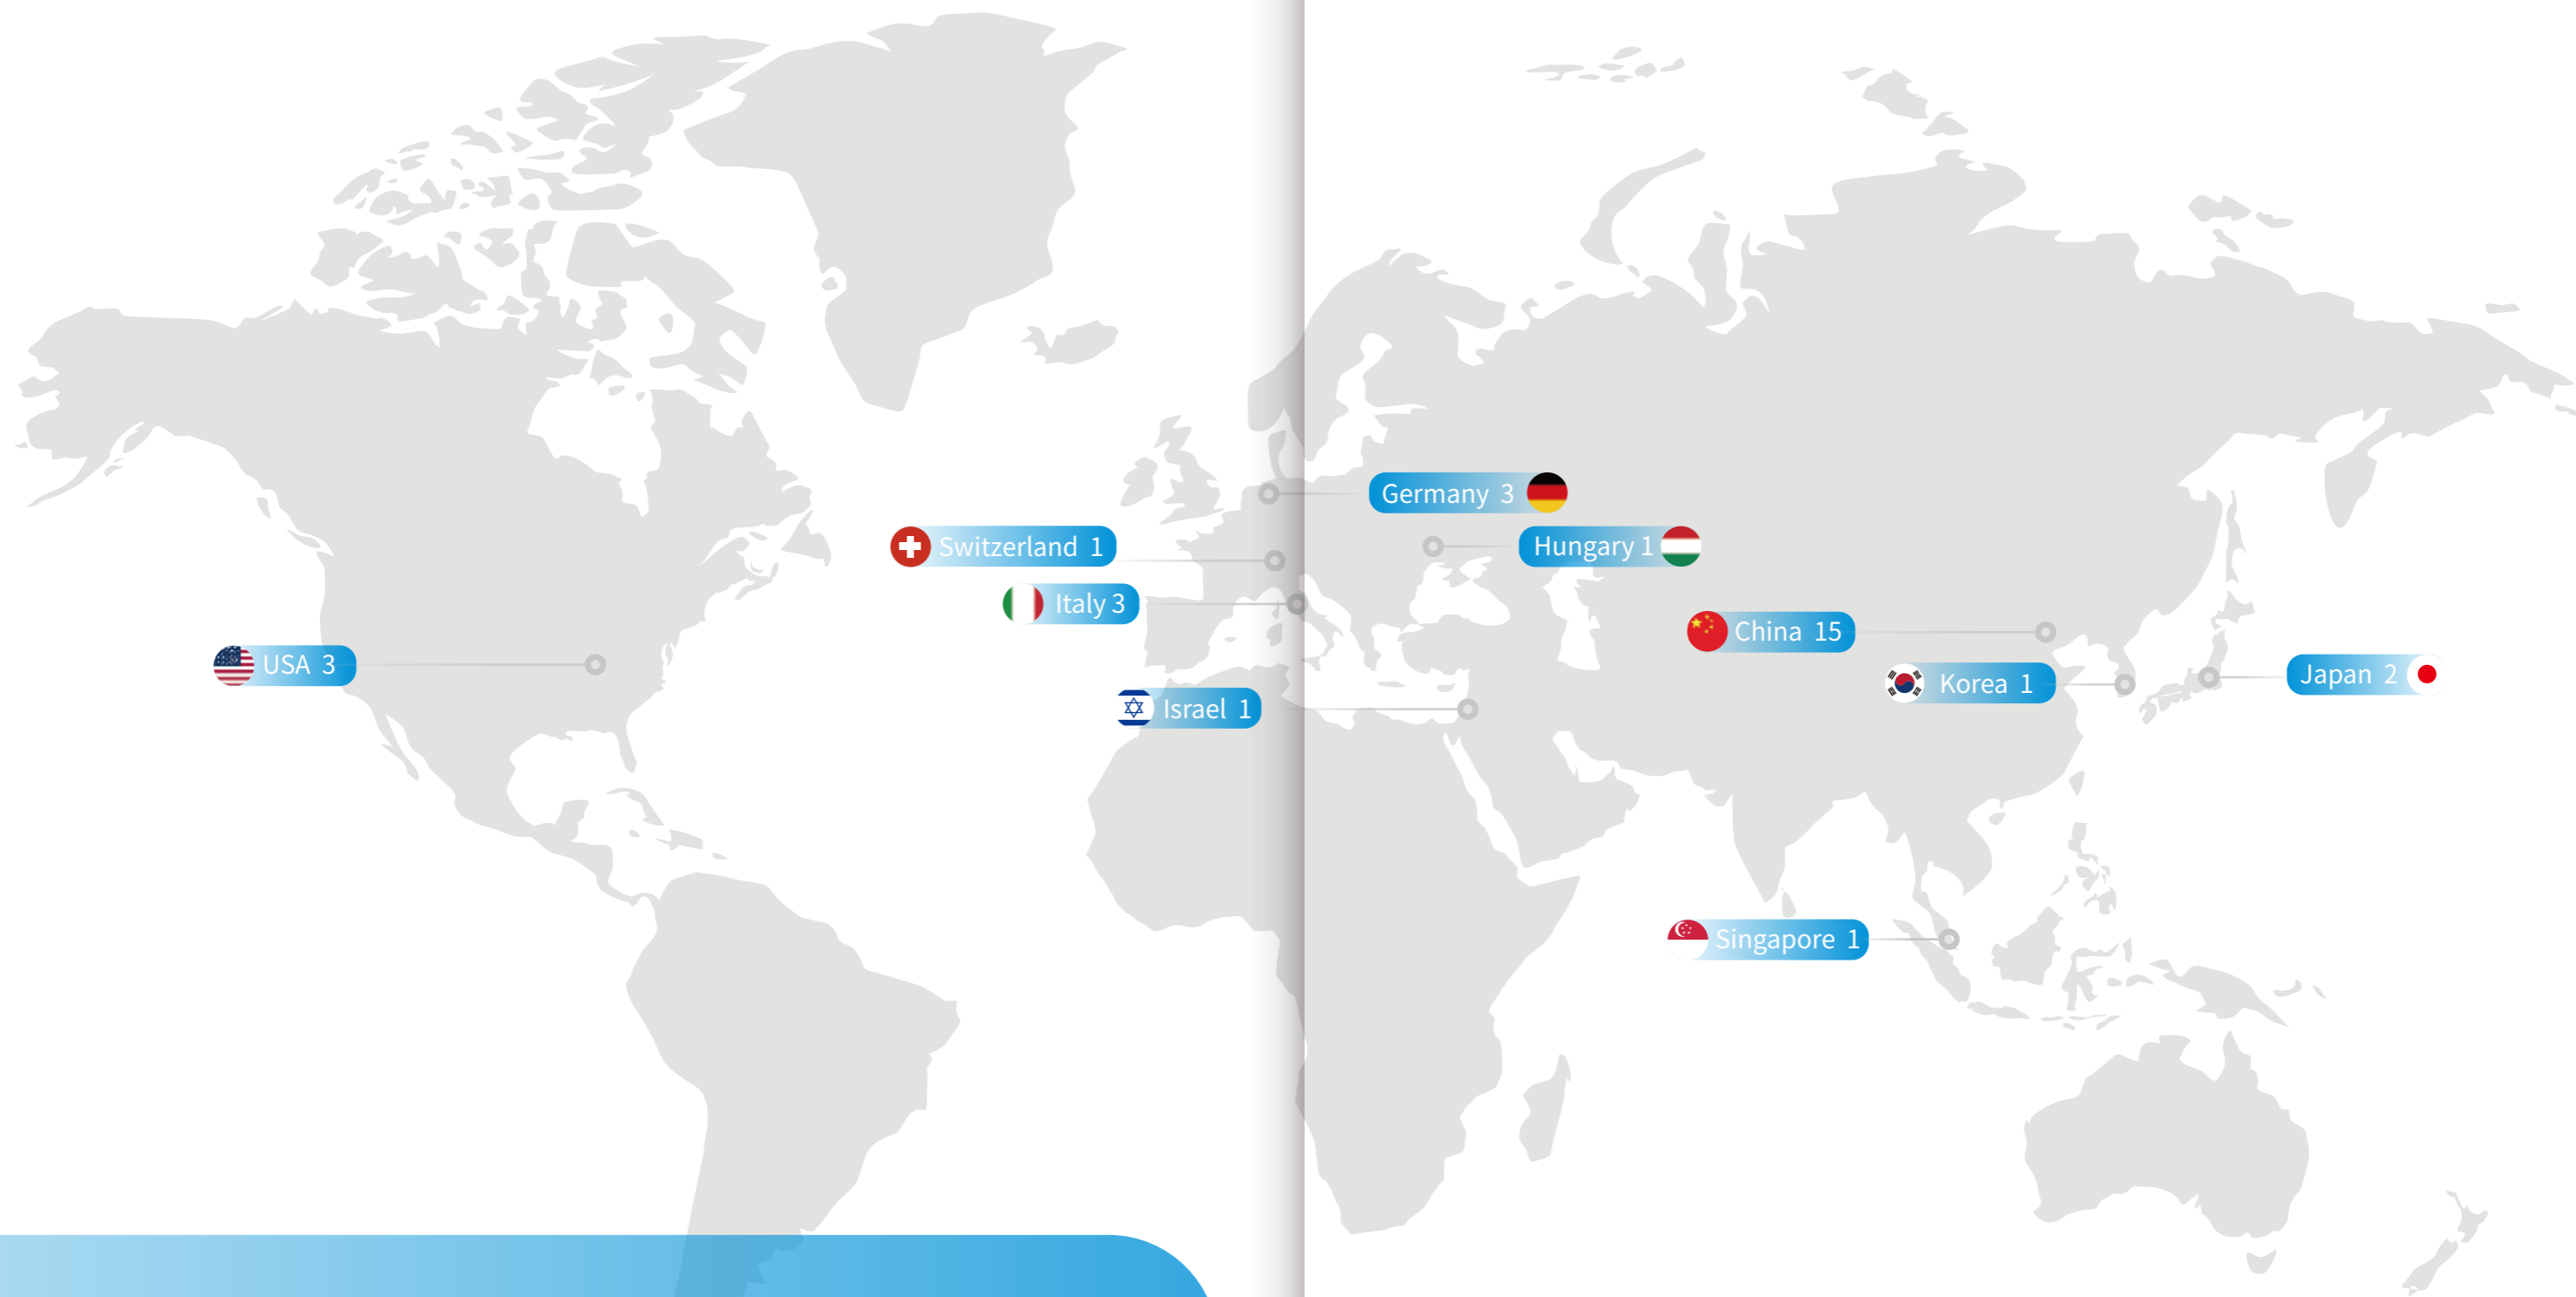 Germany 3
Switzerland 1
Hungary 1
Italy 3
China 15
USA 3
Korea 1
Japan 2
Israel 1
Singapore 1